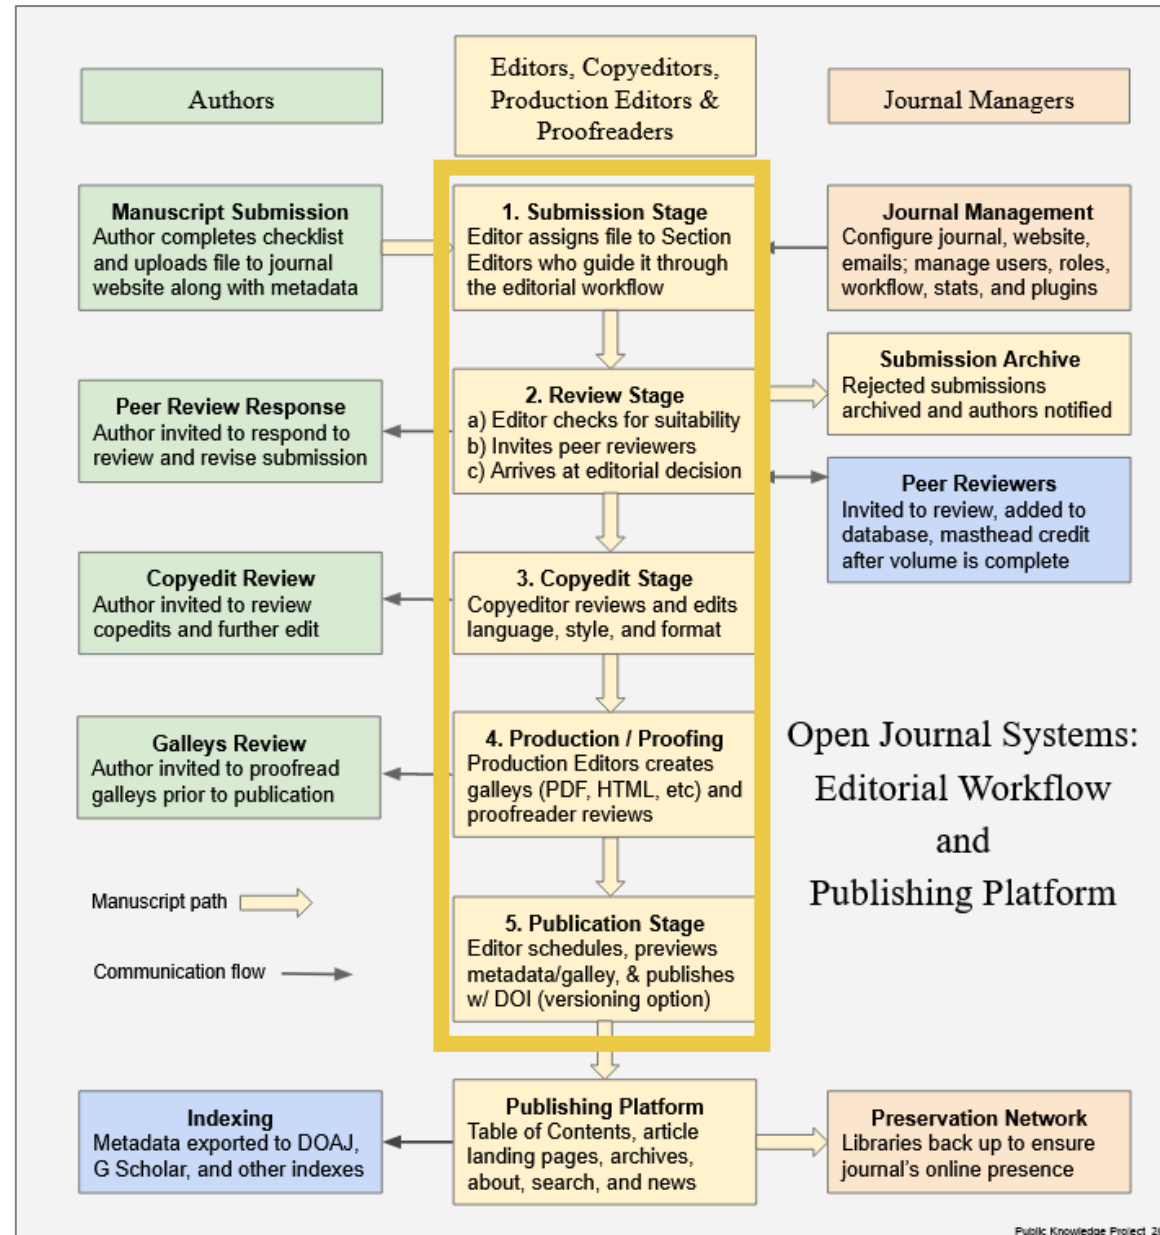 Authors
Editors, Copyeditors,
Production Editors &
Proofreaders
Journal Managers
Manuscript Submission
Author completes checklist
and uploads file to journal
website along with metadata
1. Submission Stage
Editor assigns file to Section
Editors who guide it through
the editorial workflow
Journal Management
Configure journal, website,
emails; manage users, roles,
workflow, stats, and plugins
Submission Archive
Rejected submissions
archived and authors notified
Peer Review Response
Author invited to respond to
review and revise submission
2. Review Stage
a) Editor checks for suitability
b) Invites peer reviewers
c) Arrives at editorial decision
Peer Reviewers
Invited to review, added to
database, masthead credit
after volume is complete
Copyedit Review
Author invited to review
copedits and further edit
3. Copyedit Stage
Copyeditor reviews and edits
language, style, and format
Galleys Review
Author invited to proofread
galleys prior to publication
4. Production / Proofing
Production Editors creates
galleys (PDF, HTML, etc) and
proofreader reviews
Open Journal Systems:
Editorial Workflow
and
Publishing Platform
Manuscript path
Communication flow
5. Publication Stage
Editor schedules, previews
metadata/galley, & publishes
w/ DOI (versioning option)
Indexing
Metadata exported to DOAJ,
G Scholar, and other indexes
Publishing Platform
Table of Contents, article
landing pages, archives,
about, search, and news
Preservation Network
Libraries back up to ensure
journal's online presence
Public Knowledge Project